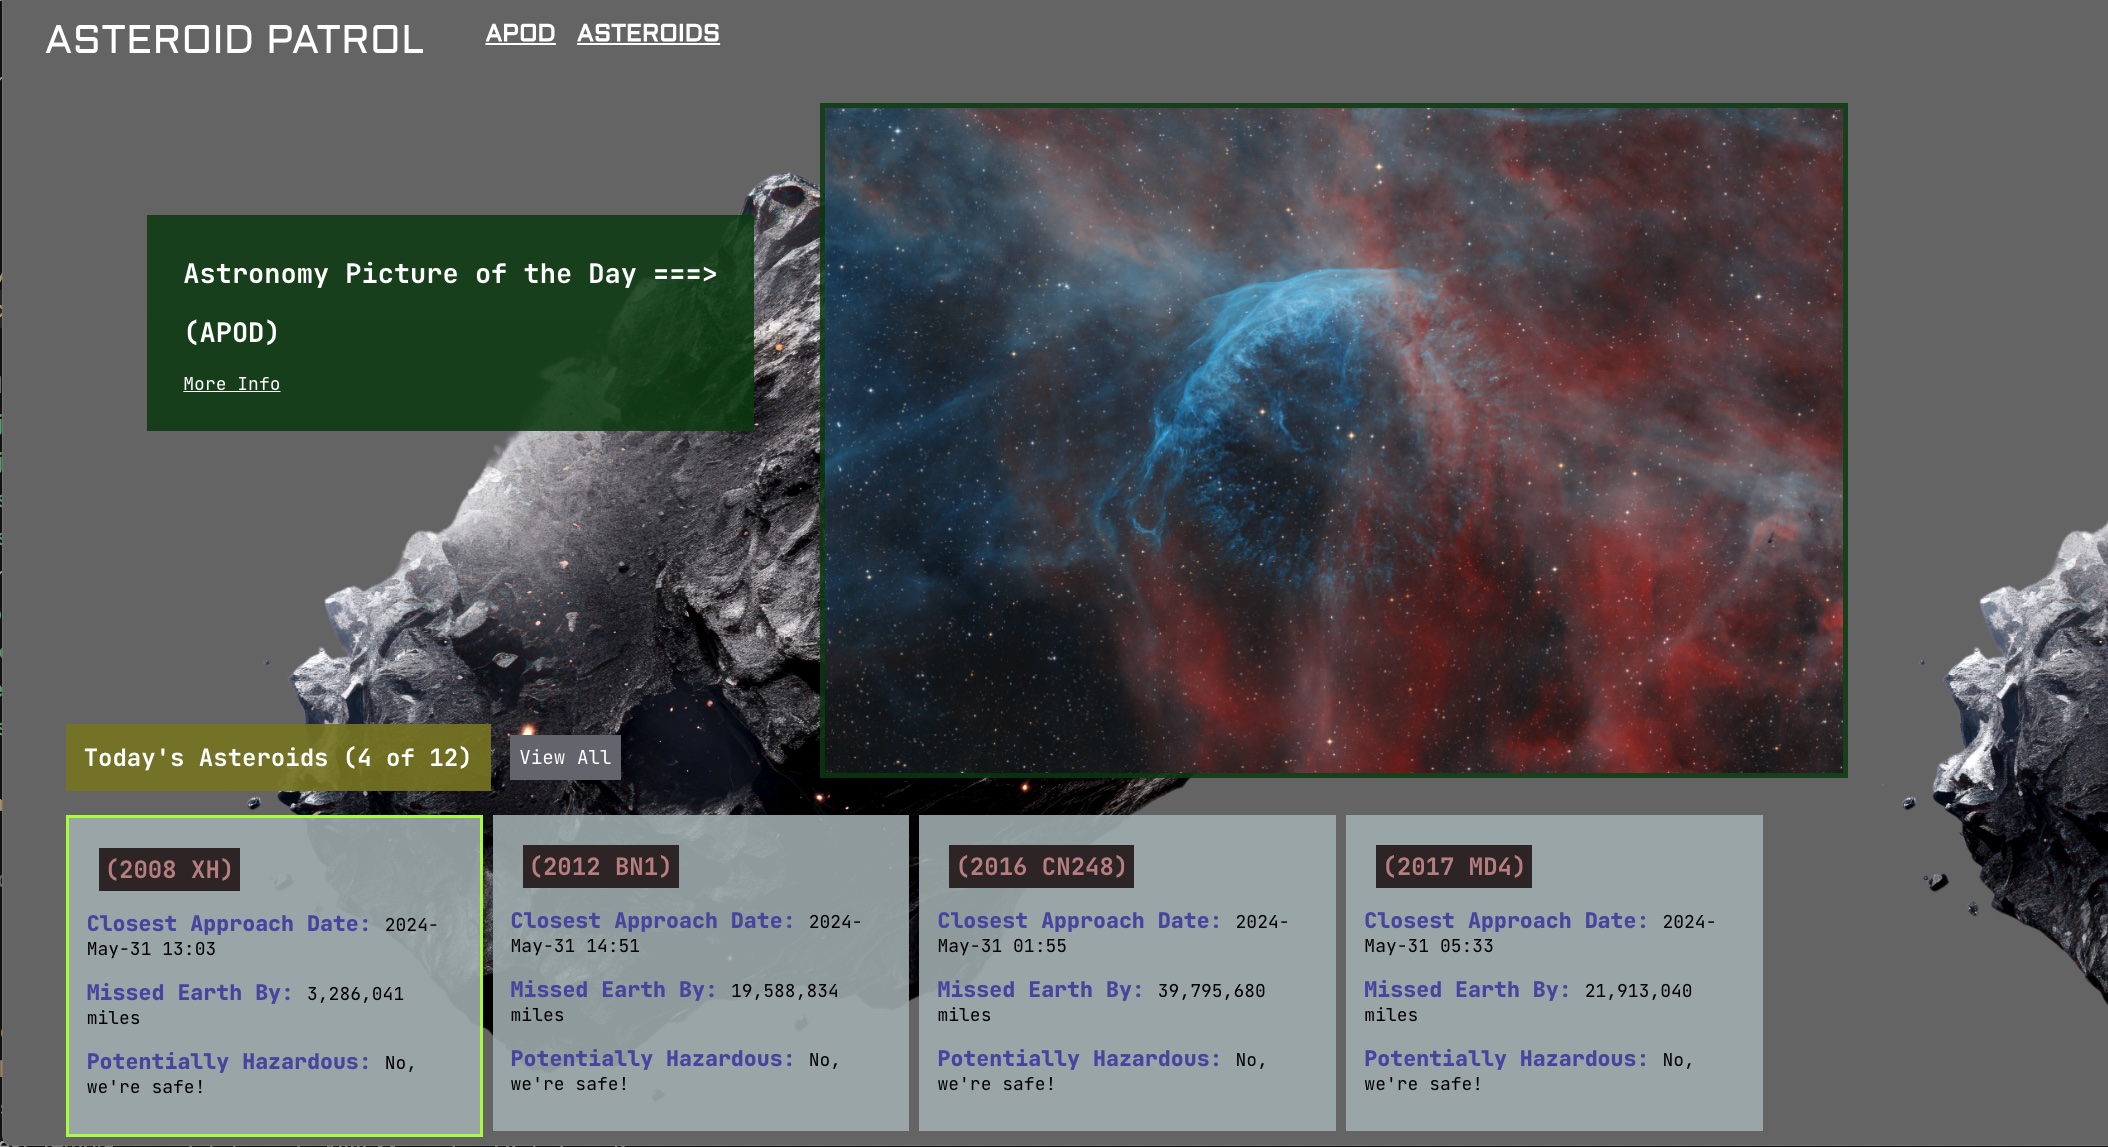 ASTEROID PATROL APOD ASTEROIDS
Astronomy Picture of the Day ===>
(APOD)
More Info
Today's Asteroids (4 of 12) View All
(2008 XH)
Closest Approach Date: 2024-
May-31 13:03
Missed Earth By: 3,286,041
miles
Potentially Hazardous: No,
we're safe!
(2012 BN1)
Closest Approach Date: 2024-
May-31 14:51
Missed Earth By: 19,588,834
miles
Potentially Hazardous: No,
we're safe!
(2016 CN248)
Closest Approach Date: 2024-
May-31 01:55
Missed Earth By: 39,795,680
miles
Potentially Hazardous: No,
we're safe!
(2017 MD4)
Closest Approach Date: 2024-
May-31 05:33
Missed Earth By: 21,913,040
miles
Potentially Hazardous: No,
we're safe!